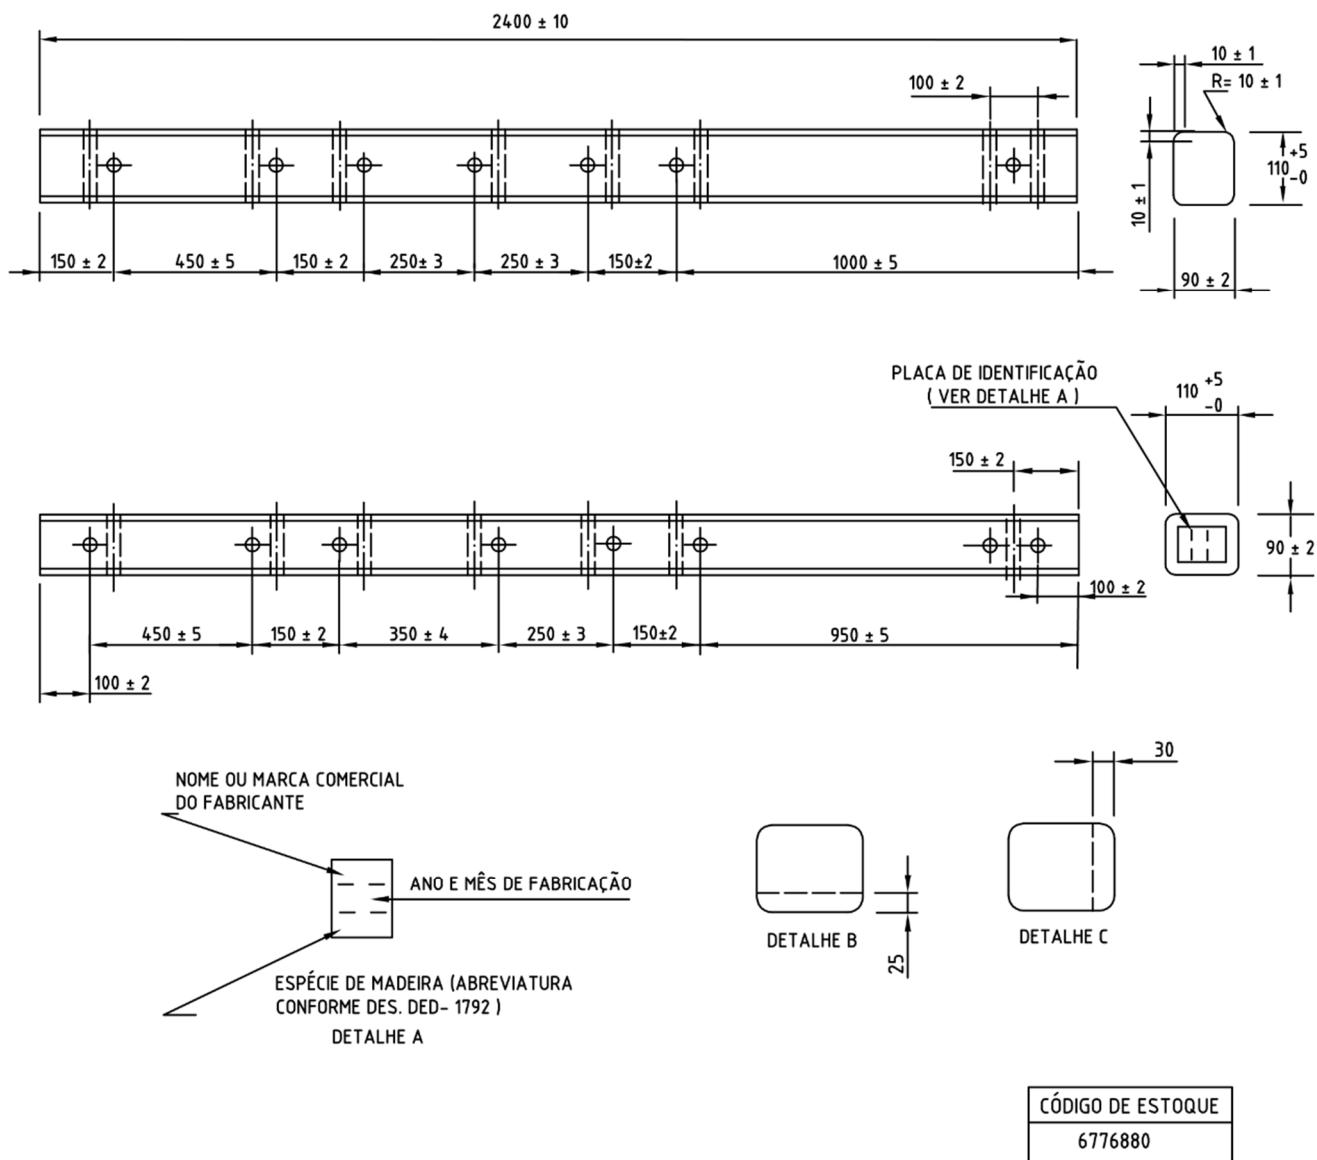 2400 ± 10
10 ± 1
R= 10 ± 1
100 ± 2
110 +5 -0
10 ± 1
150 ± 2
450 ± 5
150 ± 2
250± 3
250 ± 3
150±2
1000 ± 5
90 ± 2
PLACA DE IDENTIFICAÇÃO
( VER DETALHE A )
110 +5 -0
150 ± 2
90 ± 2
100 ± 2
450 ± 5
150 ± 2
350 ± 4
250 ± 3
150±2
950 ± 5
100 ± 2
NOME OU MARCA COMERCIAL
DO FABRICANTE
ANO E MÊS DE FABRICAÇÃO
ESPÉCIE DE MADEIRA (ABREVIATURA
CONFORME DES. DED- 1792 )
DETALHE A
25
DETALHE B
30
DETALHE C
CÓDIGO DE ESTOQUE
6776880